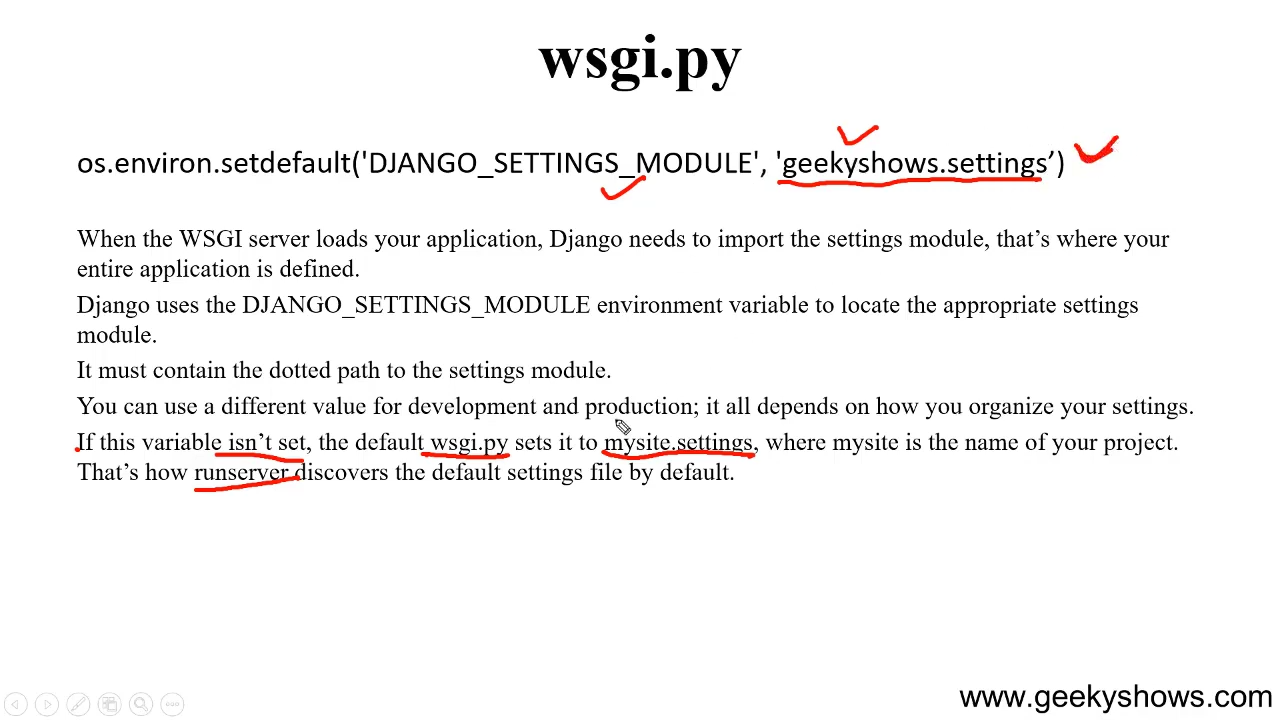 wsgi.py
os.environ.setdefault('DJANGO_SETTINGS_MODULE', 'geekyshows.settings’)
When the WSGI server loads your application, Django needs to import the settings module, that’s where your
entire application is defined.
Django uses the DJANGO_SETTINGS_MODULE environment variable to locate the appropriate settings
module.
It must contain the dotted path to the settings module.
You can use a different value for development and production; it all depends on how you organize your settings.
If this variable isn’t set, the default wsgi.py sets it to mysite.settings, where mysite is the name of your project.
That’s how runserver discovers the default settings file by default.
www.geekyshows.com